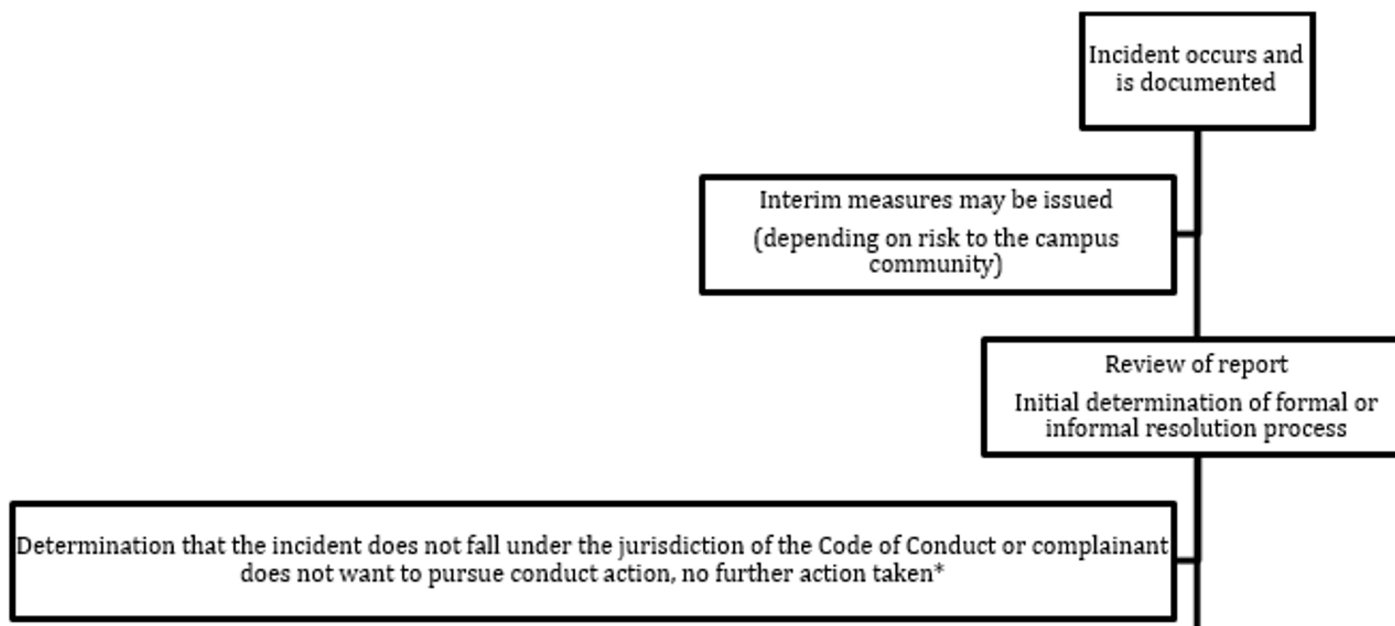 Incident occurs and
is documented
Interim measures may be issued
(depending on risk to the campus
community)
Review of report
Initial determination of formal or
informal resolution process
Determination that the incident does not fall under the jurisdiction of the Code of Conduct or complainant
does not want to pursue conduct action, no further action taken*